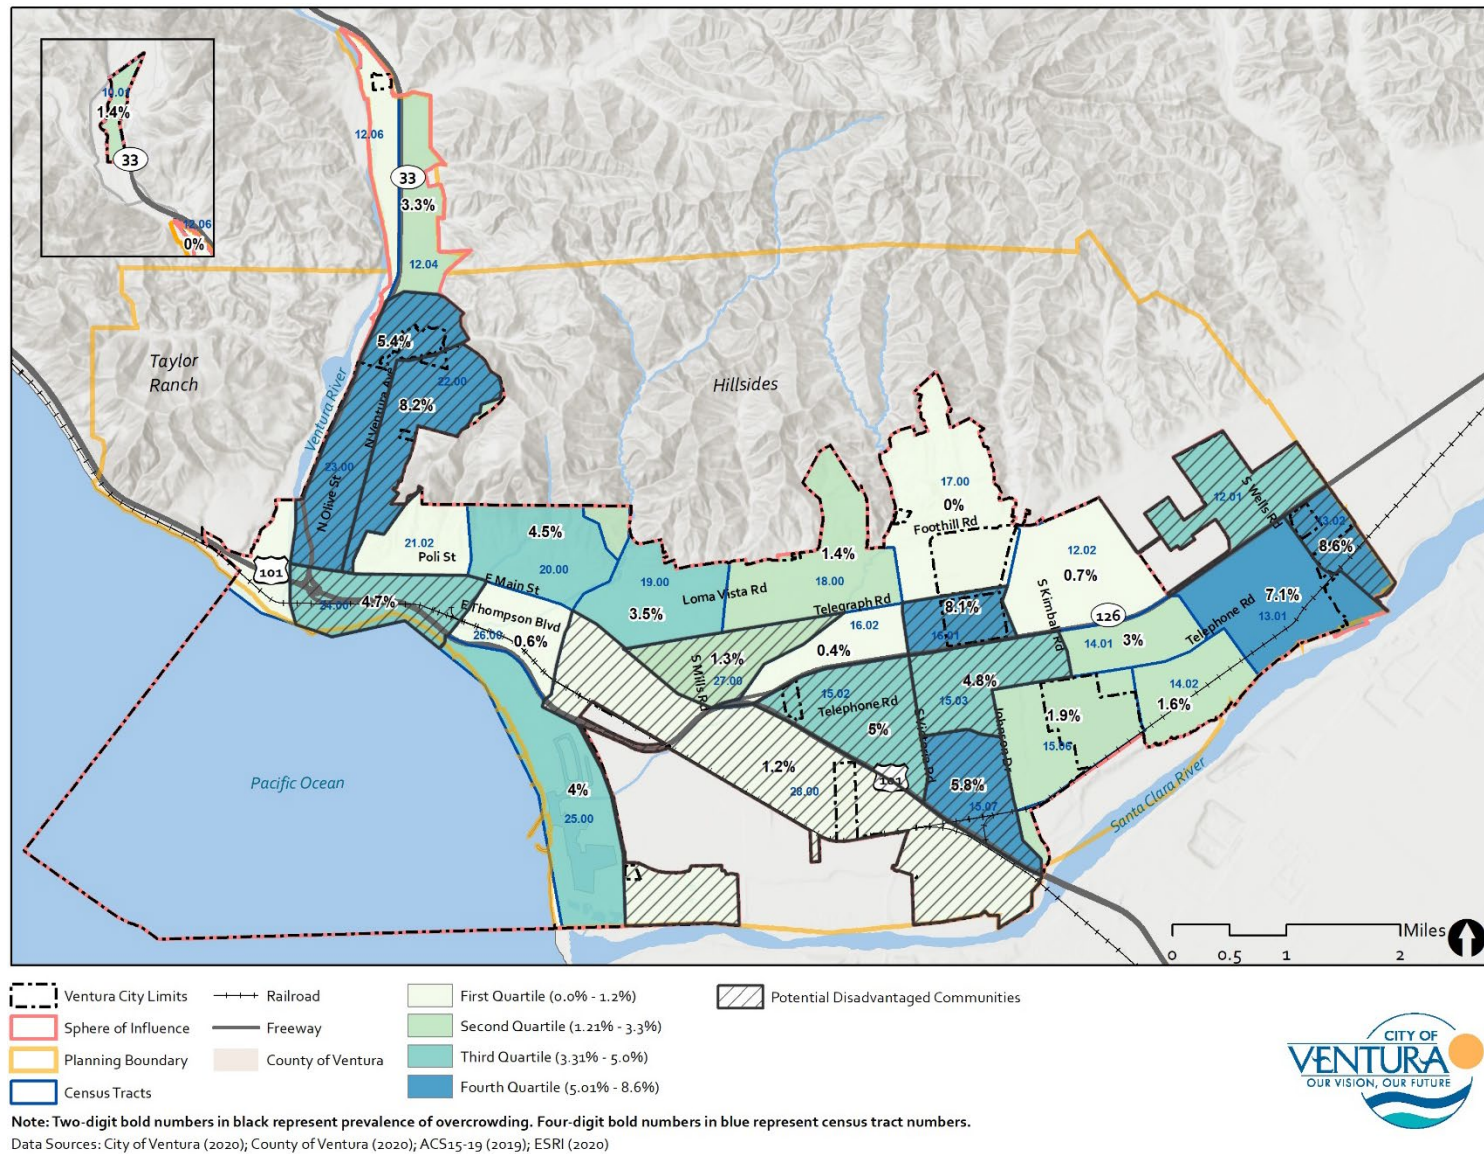 10.01
1.4%
33
12.06
0%
12.06
33
3.3%
12.04
Taylor
Ranch
Ventura River
5.4%
N Ventura Ave
22.00
8.2%
23.00
N Olive St
Hillsides
17.00
0%
Foothill Rd
12.01
S Wells Rd
13.02
8.6%
21.02
Poli St
4.5%
20.00
E Main St
19.00
3.5%
Loma Vista Rd
1.4%
18.00
Telegraph Rd
12.02
0.7%
S Kimball Rd
126
101
24.00
4.7%
E Thompson Blvd
26.00
0.6%
8.1%
16.01
16.02
0.4%
1.3%
27.00
S Mills Rd
14.01
3%
Telephone Rd
7.1%
13.01
15.02
Telephone Rd
5%
4.8%
15.03
S Victoria Rd
Johnson Dr
14.02
1.6%
1.9%
15.06
Pacific Ocean
4%
25.00
1.2%
28.00
101
5.8%
15.07
Santa Clara River
Miles
0 0.5 1 2
Ventura City Limits
Sphere of Influence
Planning Boundary
Census Tracts
Railroad
Freeway
County of Ventura
First Quartile (0.0% - 1.2%)
Second Quartile (1.21% - 3.3%)
Third Quartile (3.31% - 5.0%)
Fourth Quartile (5.01% - 8.6%)
Potential Disadvantaged Communities
CITY OF
VENTURA
OUR VISION, OUR FUTURE
Note: Two-digit bold numbers in black represent prevalence of overcrowding. Four-digit bold numbers in blue represent census tract numbers.
Data Sources: City of Ventura (2020); County of Ventura (2020); ACS15-19 (2019); ESRI (2020)